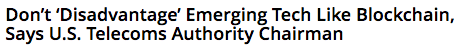 Don’t ‘Disadvantage’ Emerging Tech Like Blockchain,
Says U.S. Telecoms Authority Chairman